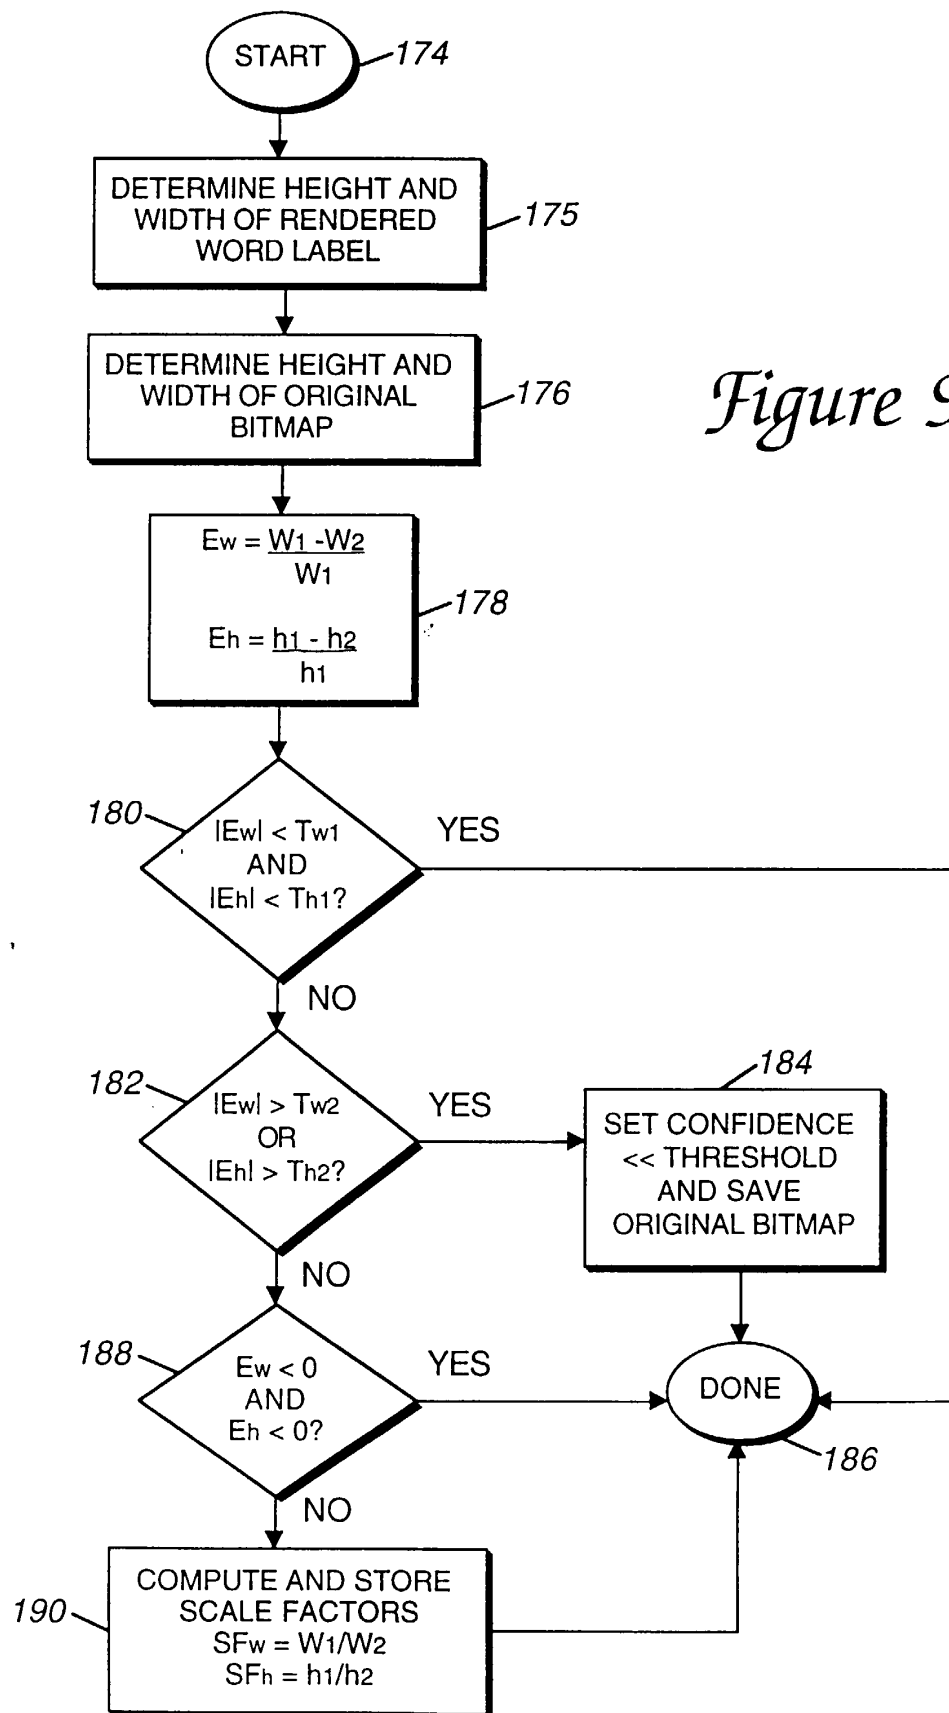 START
174
DETERMINE HEIGHT AND
WIDTH OF RENDERED
WORD LABEL
175
DETERMINE HEIGHT AND
WIDTH OF ORIGINAL
BITMAP
176
Figure 9
Ew = W1 - W2
W1
Eh = h1 - h2
h1
178
180
|Ew| < Tw1
AND
|Eh| < Th1?
YES
NO
182
|Ew| > Tw2
OR
|Eh| > Th2?
YES
184
SET CONFIDENCE
<< THRESHOLD
AND SAVE
ORIGINAL BITMAP
NO
188
Ew < 0
AND
Eh < 0?
YES
DONE
186
NO
190
COMPUTE AND STORE
SCALE FACTORS
SFw = W1/W2
SFh = h1/h2